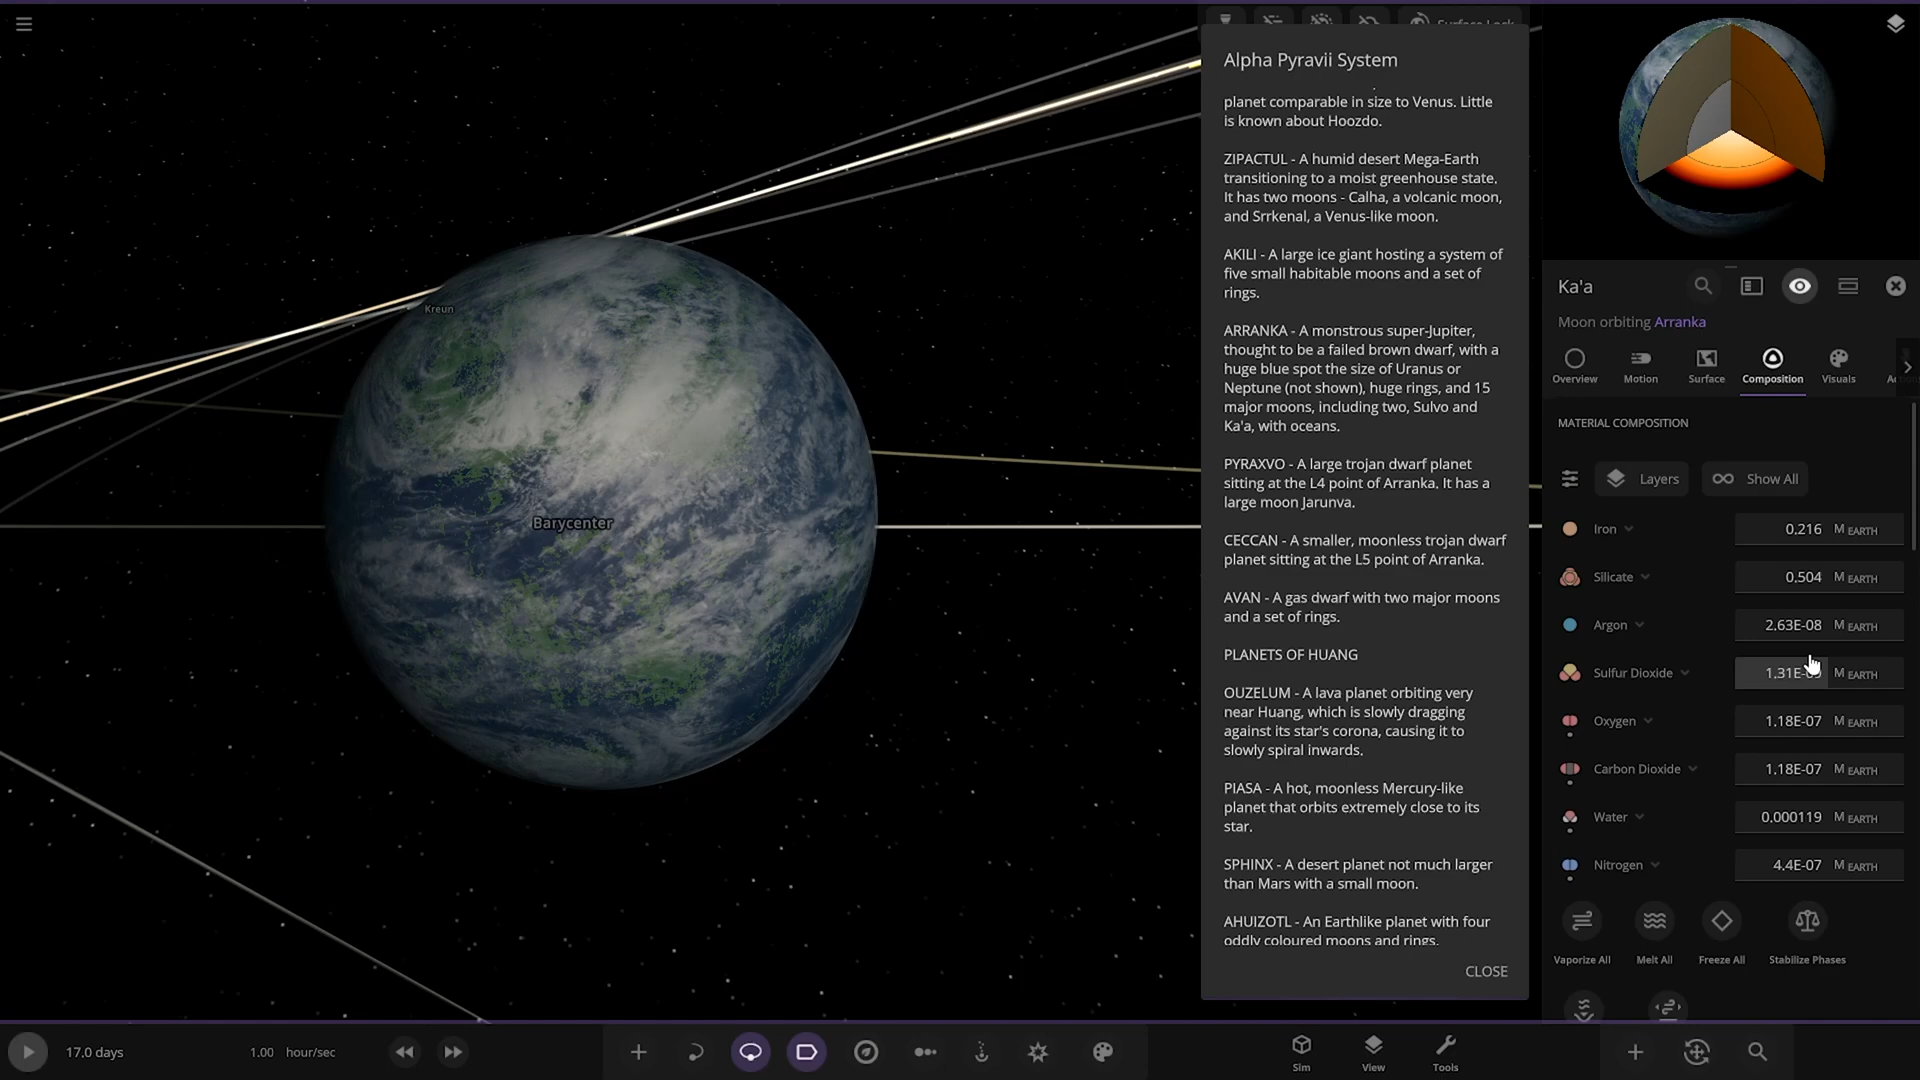 Surface Lock
Alpha Pyravii System
planet comparable in size to Venus. Little
is known about Hoozdo.
ZIPACTUL - A humid desert Mega-Earth
transitioning to a moist greenhouse state.
It has two moons - Calha, a volcanic moon,
and Srrkenal, a Venus-like moon.
AKILI - A large ice giant hosting a system of
five small habitable moons and a set of
rings.
ARRANKA - A monstrous super-Jupiter,
thought to be a failed brown dwarf, with a
huge blue spot the size of Uranus or
Neptune (not shown), huge rings, and 15
major moons, including two, Sulvo and
Ka'a, with oceans.
PYRAXVO - A large trojan dwarf planet
sitting at the L4 point of Arranka. It has a
large moon Jarunva.
CECCAN - A smaller, moonless trojan dwarf
planet sitting at the L5 point of Arranka.
AVAN - A gas dwarf with two major moons
and a set of rings.
PLANETS OF HUANG
OUZELUM - A lava planet orbiting very
near Huang, which is slowly dragging
against its star's corona, causing it to
slowly spiral inwards.
PIASA - A hot, moonless Mercury-like
planet that orbits extremely close to its
star.
SPHINX - A desert planet not much larger
than Mars with a small moon.
AHUIZOTL - An Earthlike planet with four
oddly coloured moons and rings.
CLOSE
Kreun
Barycenter
Ka'a
Moon orbiting Arranka
Overview Motion Surface Composition Visuals
MATERIAL COMPOSITION
Layers Show All
Iron 0.216 M EARTH
Silicate 0.504 M EARTH
Argon 2.63E-08 M EARTH
Sulfur Dioxide M EARTH
Oxygen 1.18E-07 M EARTH
Carbon Dioxide 1.18E-07 M EARTH
Water 0.000119 M EARTH
Nitrogen 4.4E-07 M EARTH
Vaporize All Melt All Freeze All Stabilize Phases
17.0 days 1.00 hour/sec
Sim View Tools